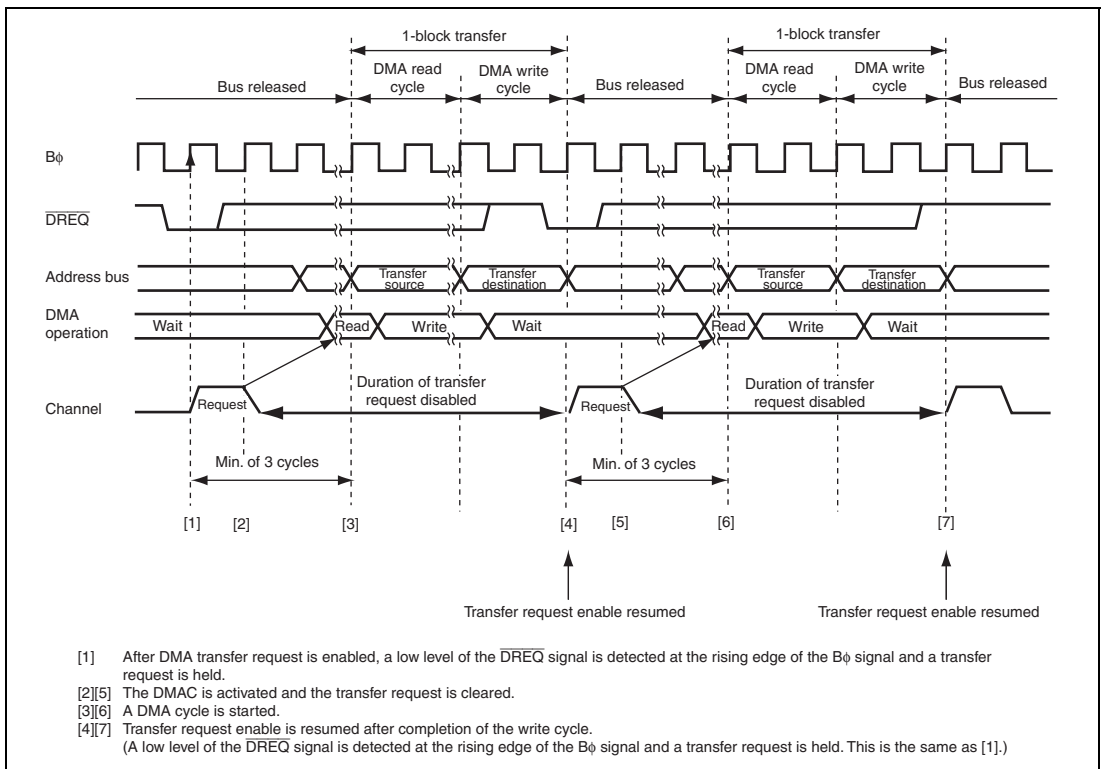 1-block transfer 1-block transfer
DMA read cycle DMA write cycle DMA read cycle DMA write cycle
Bus released Bus released Bus released
Bϕ
DREQ
Address bus Transfer source Transfer destination Transfer source Transfer destination
DMA operation Wait Read Write Wait Read Write Wait
Channel Request Duration of transfer request disabled Request Duration of transfer request disabled
Min. of 3 cycles Min. of 3 cycles
[1] [2] [3] [4] [5] [6] [7]
Transfer request enable resumed Transfer request enable resumed
[1] After DMA transfer request is enabled, a low level of the DREQ signal is detected at the rising edge of the Bϕ signal and a transfer
request is held.
[2][5] The DMAC is activated and the transfer request is cleared.
[3][6] A DMA cycle is started.
[4][7] Transfer request enable is resumed after completion of the write cycle.
(A low level of the DREQ signal is detected at the rising edge of the Bϕ signal and a transfer request is held. This is the same as [1].)